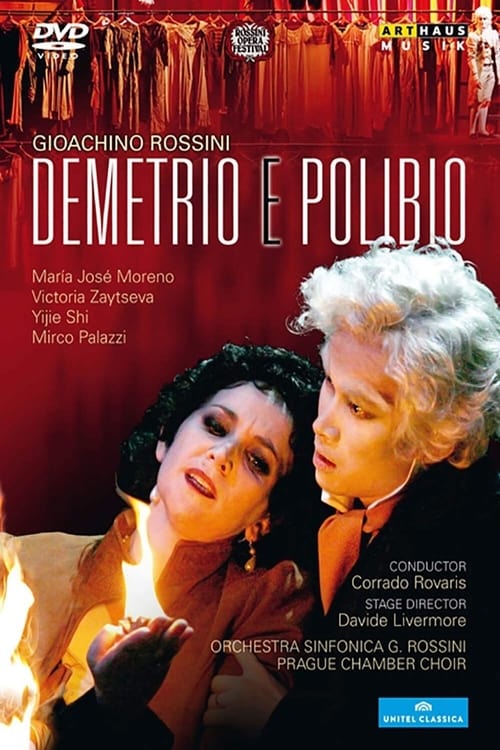 DVD
VIDEO
ROSSINI
OPERA
FESTIVAL
ARTHAUS
MUSIK
GIOACHINO ROSSINI
DEMETRIO E POLIBIO
María José Moreno
Victoria Zaytseva
Yijie Shi
Mirco Palazzi
CONDUCTOR
Corrado Rovaris
STAGE DIRECTOR
Davide Livermore
ORCHESTRA SINFONICA G. ROSSINI
PRAGUE CHAMBER CHOIR
UNITEL CLASSICA